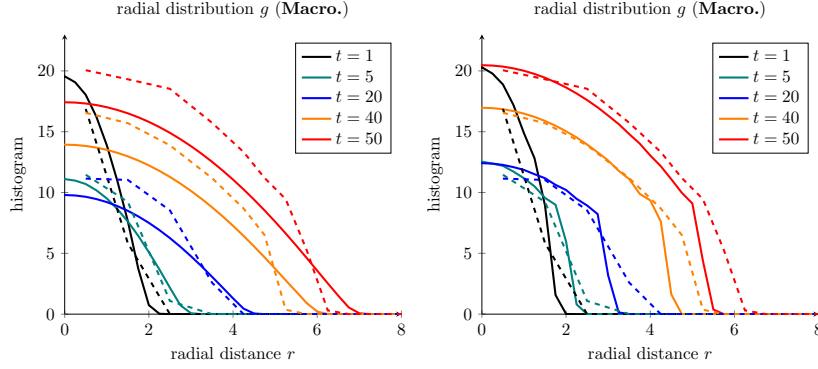 radial distribution g (Macro.)
histogram
20
15
10
5
0
0 2 4 6 8
radial distance r
t = 1
t = 5
t = 20
t = 40
t = 50
radial distribution g (Macro.)
histogram
20
15
10
5
0
0 2 4 6 8
radial distance r
t = 1
t = 5
t = 20
t = 40
t = 50